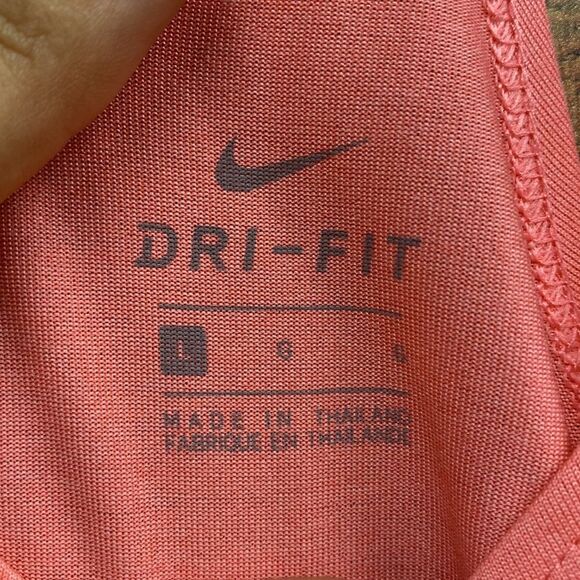 DRI-FIT
L G G
MADE IN THAILAND
FABRIQUE EN THAILANDE